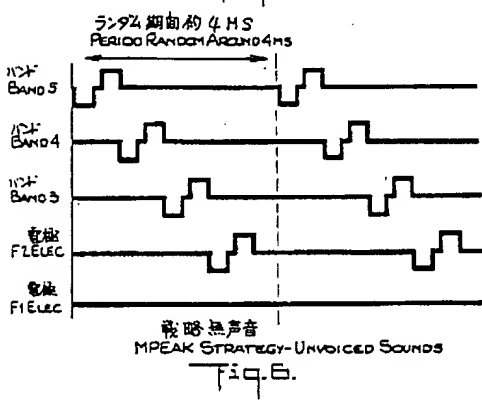 ランダム期間約4MS
PERIOD RANDOM AROUND 4MS
バンド
BAND 5
バンド
BAND 4
バンド
BAND 3
電極
F2 ELEC
電極
F1 ELEC
戦略無声音
MPEAK STRATEGY-UNVOICED SOUNDS
Fig.6.